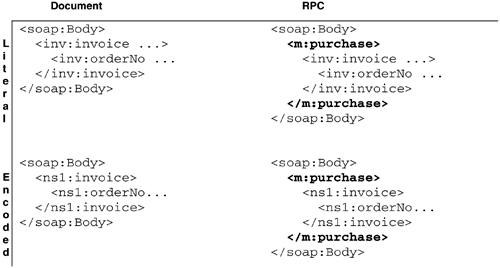 Document
RPC
Literal
<soap:Body>
<inv:invoice ...>
<inv:orderNo ...
</inv:invoice>
</soap:Body>
<soap:Body>
<m:purchase>
<inv:invoice ...>
<inv:orderNo ...
</inv:invoice>
</m:purchase>
</soap:Body>
Encoded
<soap:Body>
<ns1:invoice>
<ns1:orderNo...
</ns1:invoice>
</soap:Body>
<soap:Body>
<m:purchase>
<ns1:invoice>
<ns1:orderNo...
</ns1:invoice>
</m:purchase>
</soap:Body>